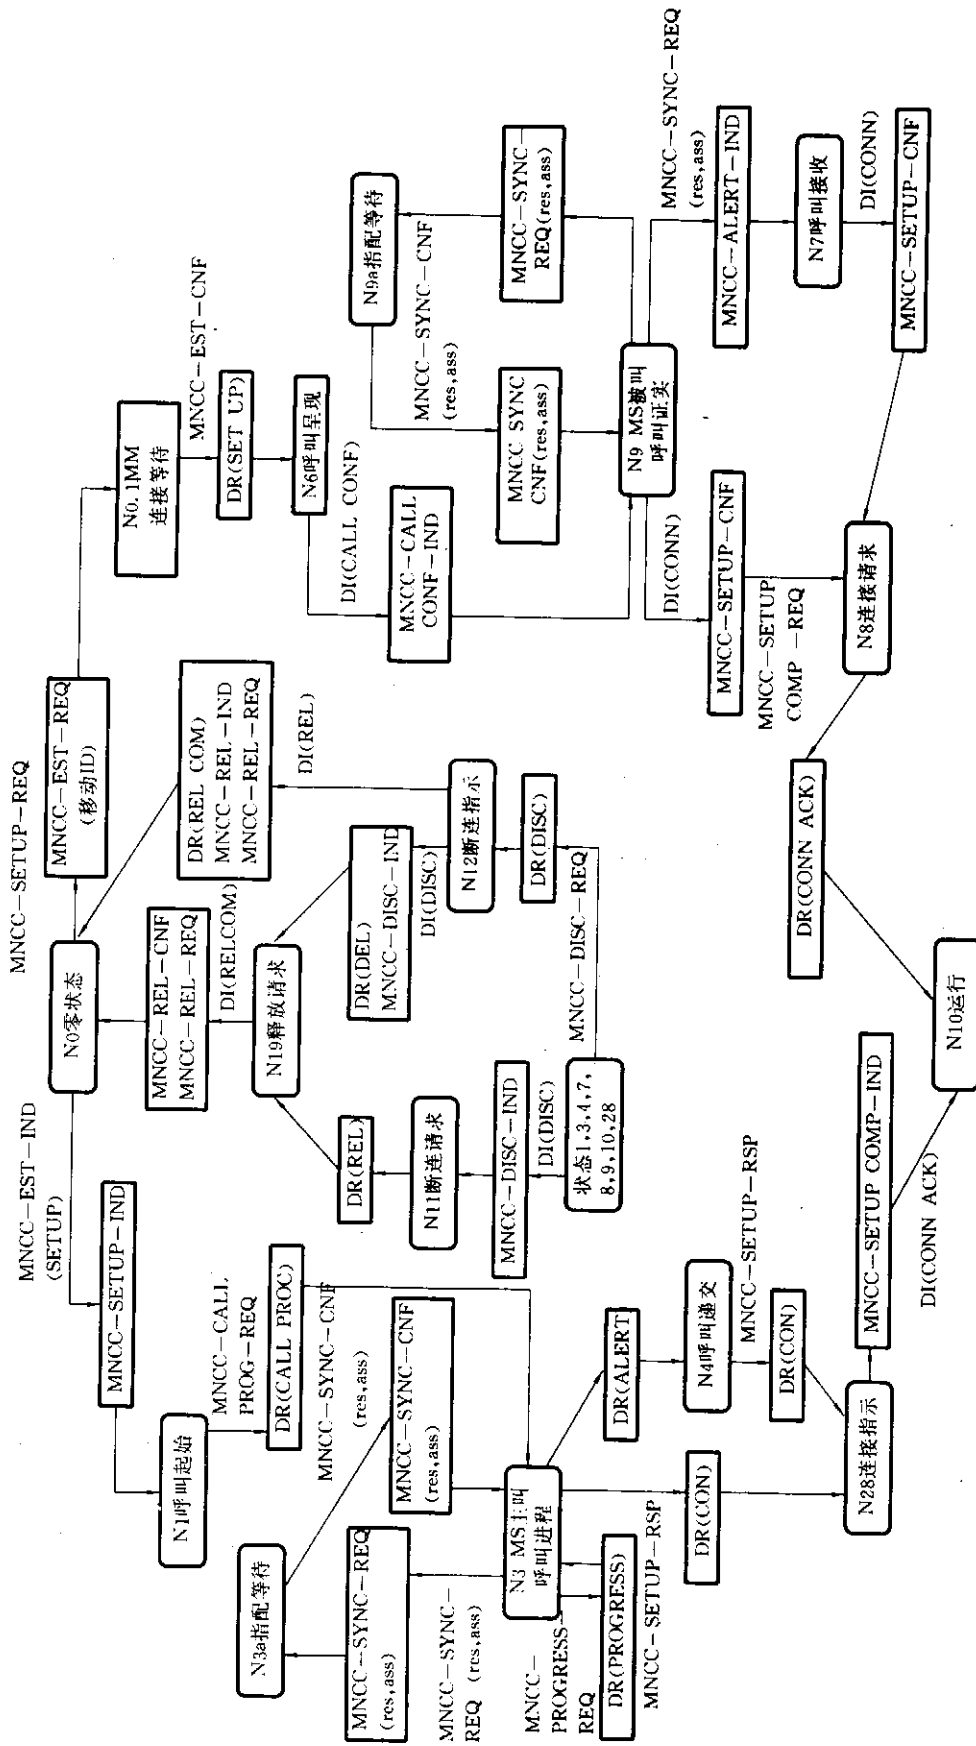 MNCC-EST-IND
(SETUP)
MNCC-SETUP-REQ
N0零状态
MNCC-EST-REQ
(移动ID)
MNCC-SETUP-IND
N0.1MM
连接等待
MNCC-EST-CNF
N1呼叫起始
MNCC-CALL
PROG-REQ
DR(CALL PROC)
MNCC-REL-CNF
MNCC-REL-REQ
DI(RELCOM)
DR(REL COM)
MNCC-REL-IND
MNCC-REL-REQ
DI(REL)
DR(SET UP)
N6呼叫呈现
DI(CALL CONF)
MNCC-CALL
CONF-IND
N3a指配等待
MNCC-SYNC-CNF
(res,ass)
MNCC-SYNC-CNF
(res,ass)
MNCC-SYNC-REQ
(res,ass)
MNCC-SYNC-
REQ (res,ass)
N19释放请求
DR(REL)
DR(DEL)
MNCC-DISC-IND
DI(DISC)
N11断连请求
N12断连指示
MNCC-DISC-IND
DI(DISC)
DR(DISC)
MNCC-DISC-REQ
状态1,3,4,7,
8,9,10,28
N9a指配等待
MNCC-SYNC-CNF
(res,ass)
MNCC SYNC
CNF(res,ass)
MNCC-SYNC-
REQ(res,ass)
N3 MS主叫
呼叫进程
MNCC-
PROGRESS-
REQ
DR(PROGRESS)
MNCC-SETUP-RSP
DR(ALERT)
N4呼叫递交
MNCC-SETUP-RSP
DR(CON)
DR(CON)
N28连接指示
MNCC-SETUP COMP-IND
DI(CONN ACK)
N9 MS被叫
呼叫证实
DI(CONN)
MNCC-SETUP-CNF
MNCC-SETUP
COMP -REQ
MNCC-SYNC-REQ
(res,ass)
MNCC-ALERT-IND
N7呼叫接收
DI(CONN)
MNCC-SETUP-CNF
N8连接请求
DR(CONN ACK)
N10运行